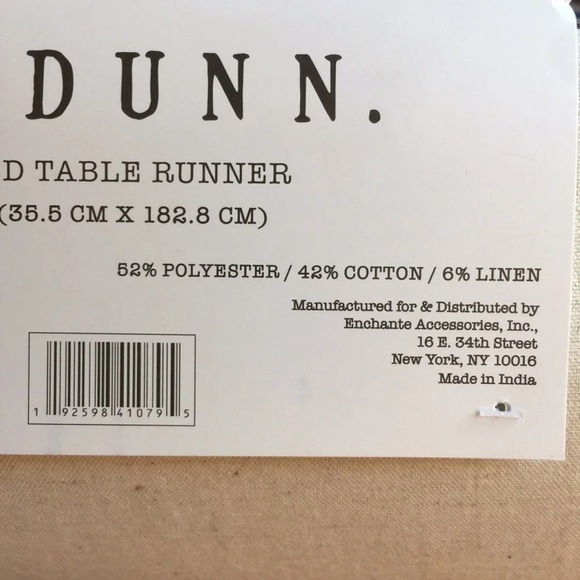 DUNN.
D TABLE RUNNER
(35.5 CM X 182.8 CM)
52% POLYESTER / 42% COTTON / 6% LINEN
Manufactured for & Distributed by
Enchante Accessories, Inc.,
16 E. 34th Street
New York, NY 10016
Made in India
1 92598 41079 5